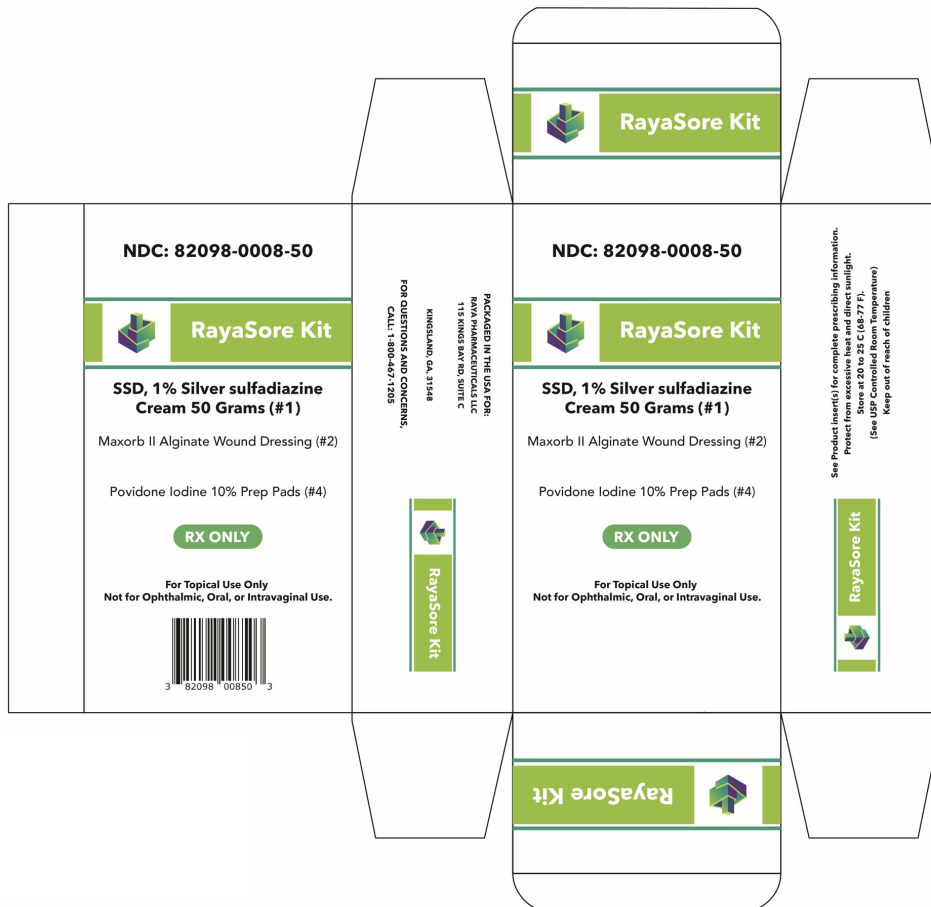 RayaSore Kit
NDC: 82098-0008-50
RayaSore Kit
SSD, 1% Silver sulfadiazine
Cream 50 Grams (#1)
Maxorb II Alginate Wound Dressing (#2)
Povidone Iodine 10% Prep Pads (#4)
RX ONLY
For Topical Use Only
Not for Ophthalmic, Oral, or Intravaginal Use.
3 82098 00850 3
PACKAGED IN THE USA FOR:
RAYA PHARMACEUTICALS LLC
115 KINGS BAY RD, SUITE C
KINGSLAND, GA, 31548
FOR QUESTIONS AND CONCERNS,
CALL: 1-800-467-1205
RayaSore Kit
NDC: 82098-0008-50
RayaSore Kit
SSD, 1% Silver sulfadiazine
Cream 50 Grams (#1)
Maxorb II Alginate Wound Dressing (#2)
Povidone Iodine 10% Prep Pads (#4)
RX ONLY
For Topical Use Only
Not for Ophthalmic, Oral, or Intravaginal Use.
See Product insert(s) for complete prescribing information.
Protect from excessive heat and direct sunlight.
Store at 20 to 25 C (68-77 F).
(See USP Controlled Room Temperature)
Keep out of reach of children
RayaSore Kit
RayaSore Kit